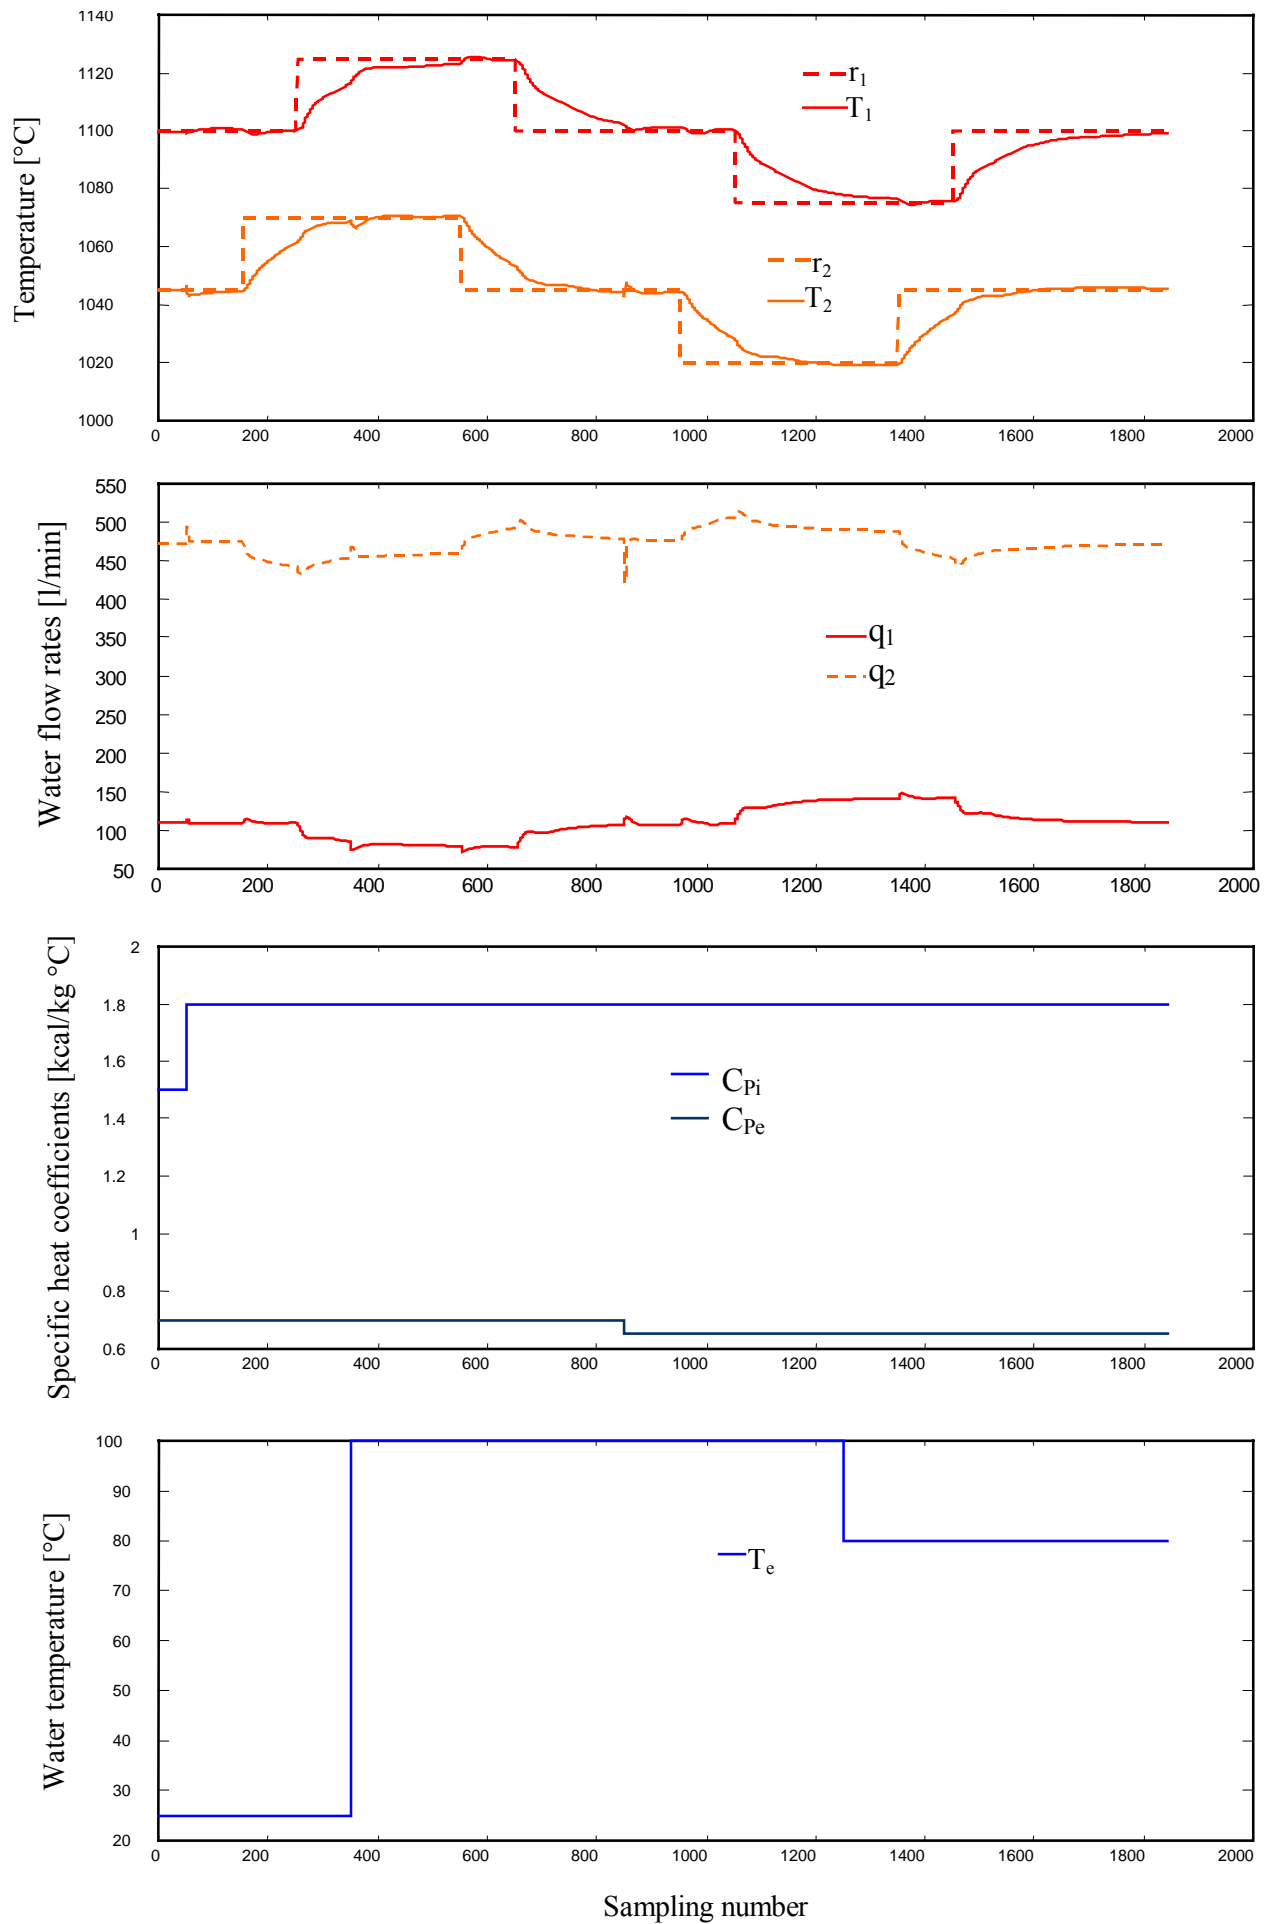 1140
1120
1100
1080
1060
1040
1020
1000
Temperature [°C]
r1
T1
r2
T2
0 200 400 600 800 1000 1200 1400 1600 1800 2000
550
500
450
400
350
300
250
200
150
100
50
Water flow rates [l/min]
q1
q2
0 200 400 600 800 1000 1200 1400 1600 1800 2000
2
1.8
1.6
1.4
1.2
1
0.8
0.6
Specific heat coefficients [kcal/kg °C]
CPi
CPe
0 200 400 600 800 1000 1200 1400 1600 1800 2000
100
90
80
70
60
50
40
30
20
Water temperature [°C]
Te
0 200 400 600 800 1000 1200 1400 1600 1800 2000
Sampling number